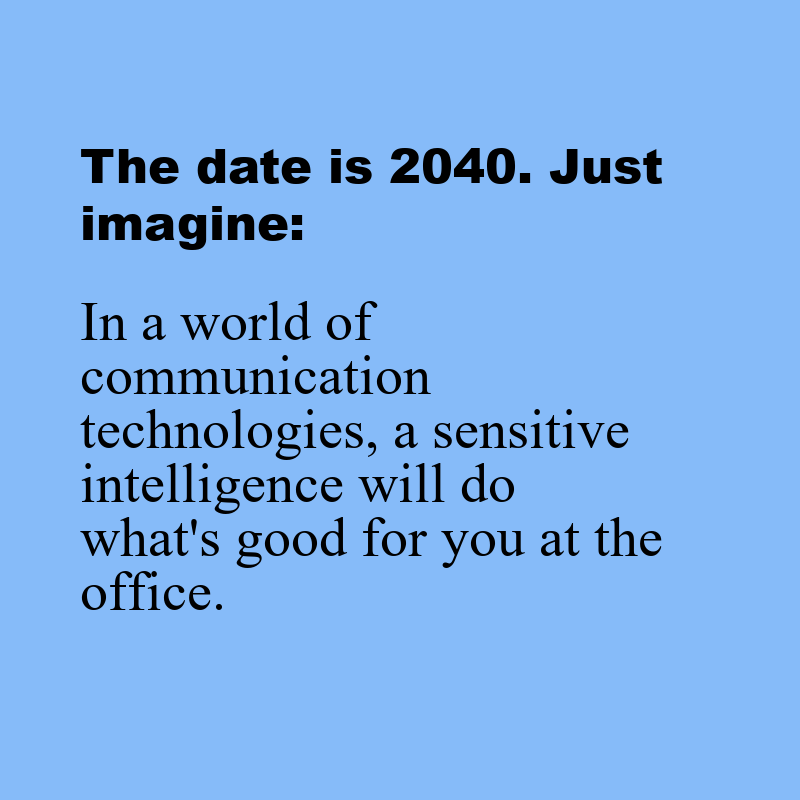 The date is 2040. Just
imagine:
In a world of
communication
technologies, a sensitive
intelligence will do
what's good for you at the
office.